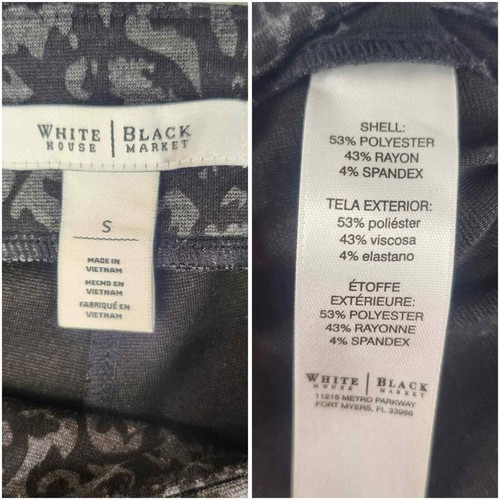 WHITE | BLACK
HOUSE | MARKET
S
MADE IN
VIETNAM
HECHO EN
VIETNAM
FABRIQUÉ EN
VIETNAM
SHELL:
53% POLYESTER
43% RAYON
4% SPANDEX
TELA EXTERIOR:
53% poliéster
43% viscosa
4% elastano
ÉTOFFE
EXTÉRIEURE:
53% POLYESTER
43% RAYONNE
4% SPANDEX
WHITE | BLACK
HOUSE | MARKET
11215 METRO PARKWAY
FORT MYERS, FL 33966